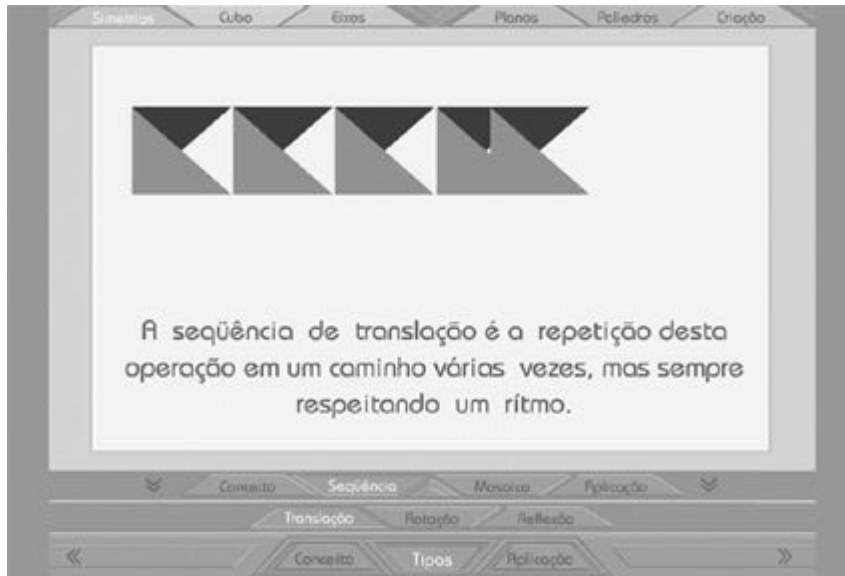 Simetrias Cubo Eixos Planos Poliedros Criação
A seqüência de translação é a repetição desta
operação em um caminho várias vezes, mas sempre
respeitando um rítmo.
Conceito Seqüência Mosaico Aplicação
Translação Rotação Reflexão
Conceito Tipos Aplicação